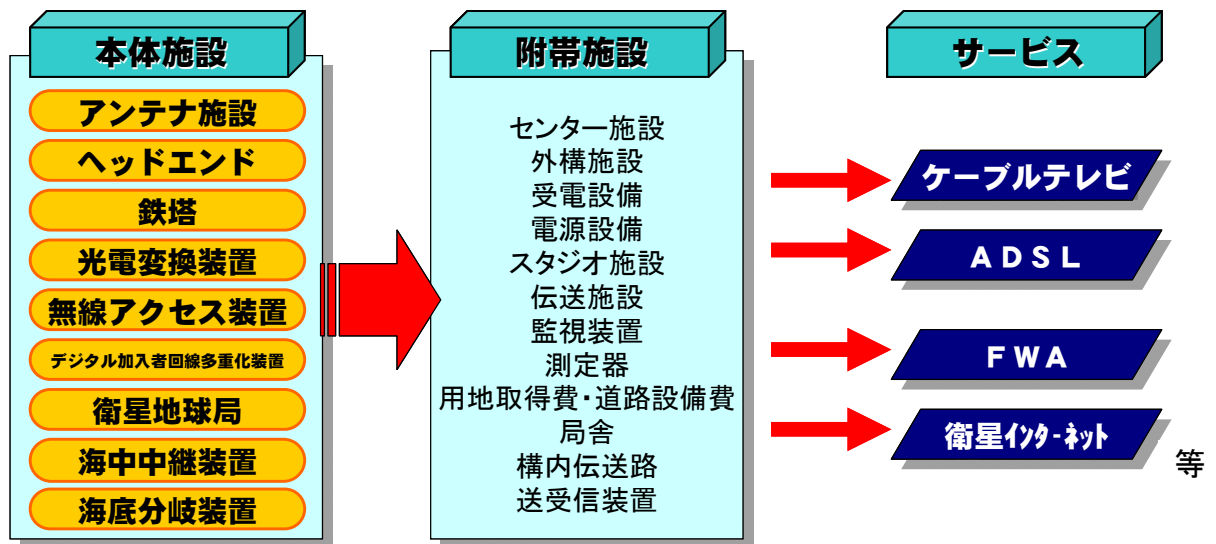 本体施設
アンテナ施設
ヘッドエンド
鉄塔
光電変換装置
無線アクセス装置
デジタル加入者回線多重化装置
衛星地球局
海中中継装置
海底分岐装置
附帯施設
センター施設
外構施設
受電設備
電源設備
スタジオ施設
伝送施設
監視装置
測定器
用地取得費・道路設備費
局舎
構内伝送路
送受信装置
サービス
ケーブルテレビ
ＡＤＳＬ
ＦＷＡ
衛星ｲﾝﾀ-ﾈｯﾄ
等